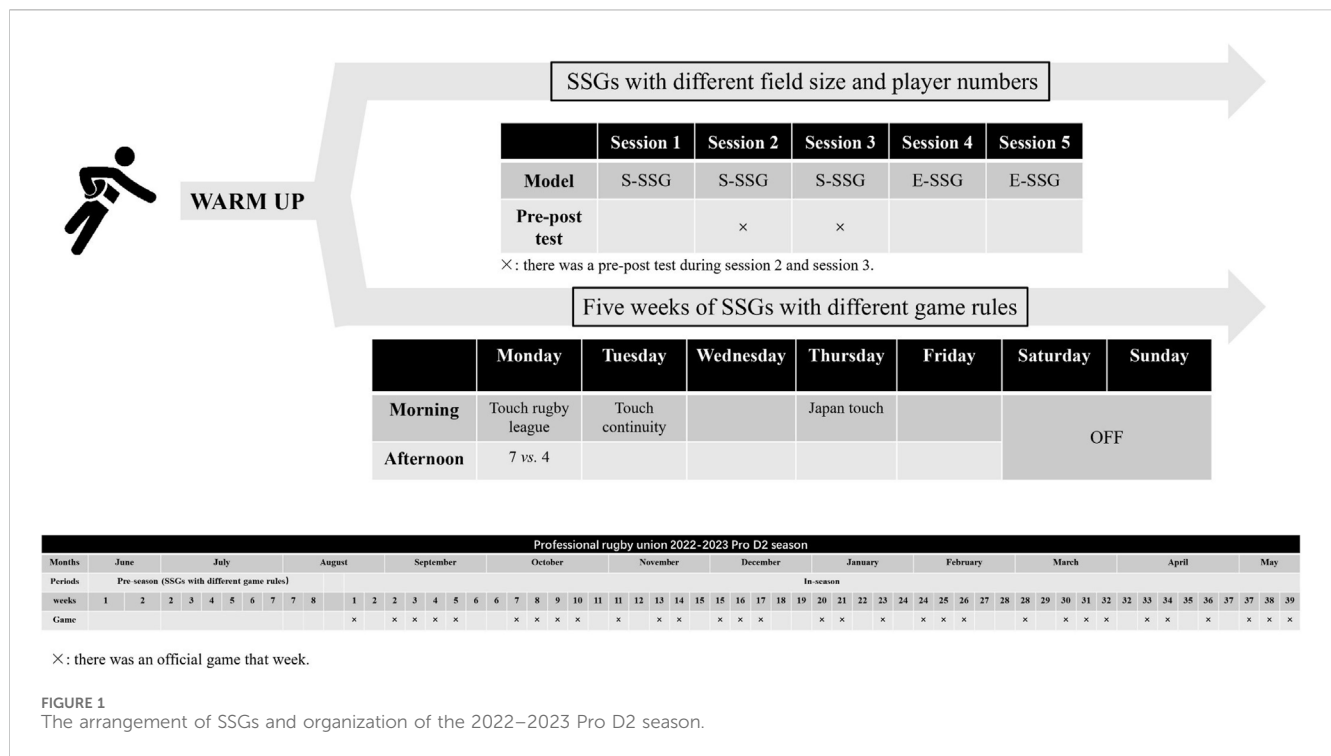 SSGs with different field size and player numbers
WARM UP
Session 1 Session 2 Session 3 Session 4 Session 5
Model S-SSG S-SSG S-SSG E-SSG E-SSG
Pre-post test × ×
×: there was a pre-post test during session 2 and session 3.
Five weeks of SSGs with different game rules
Monday Tuesday Wednesday Thursday Friday Saturday Sunday
Morning Touch rugby league Touch continuity Japan touch OFF
Afternoon 7 vs. 4
Professional rugby union 2022-2023 Pro D2 season
Months June July August September October November December January February March April May
Periods Pre-season (SSGs with different game rules) In-season
weeks 1 2 2 3 4 5 6 7 7 8 1 2 2 3 4 5 6 6 7 8 9 10 11 11 12 13 14 15 15 16 17 18 19 20 21 22 23 24 24 25 26 27 28 28 29 30 31 32 32 33 34 35 36 37 37 38 39
Game × × × × × × × × × × × × × × × × × × Х × × × × × × × × × × × ×
×: there was an official game that week.
FIGURE 1
The arrangement of SSGs and organization of the 2022–2023 Pro D2 season.